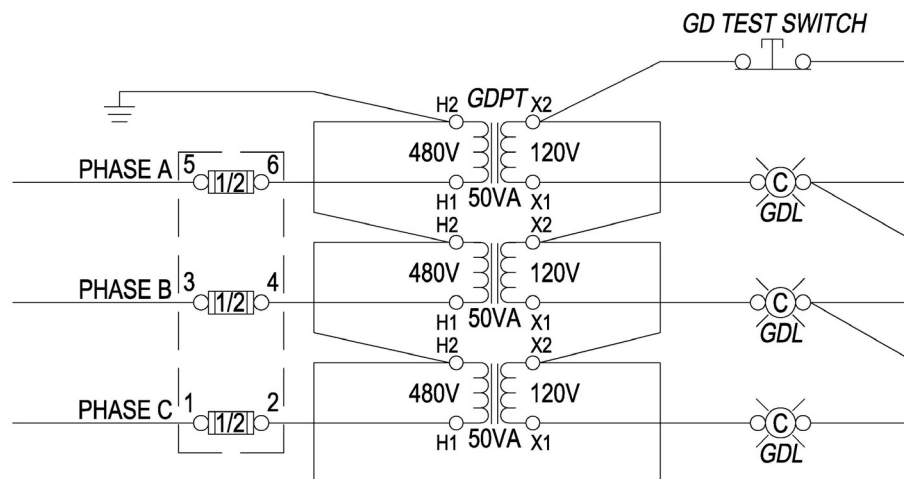 GD TEST SWITCH
H2 GDPT X2
480V 120V
PHASE A 5 6
1/2
C
H1 50VA X1
GDL
H2 X2
480V 120V
PHASE B 3 4
1/2
C
H1 50VA X1
GDL
H2 X2
480V 120V
PHASE C 1 2
1/2
C
H1 50VA X1
GDL